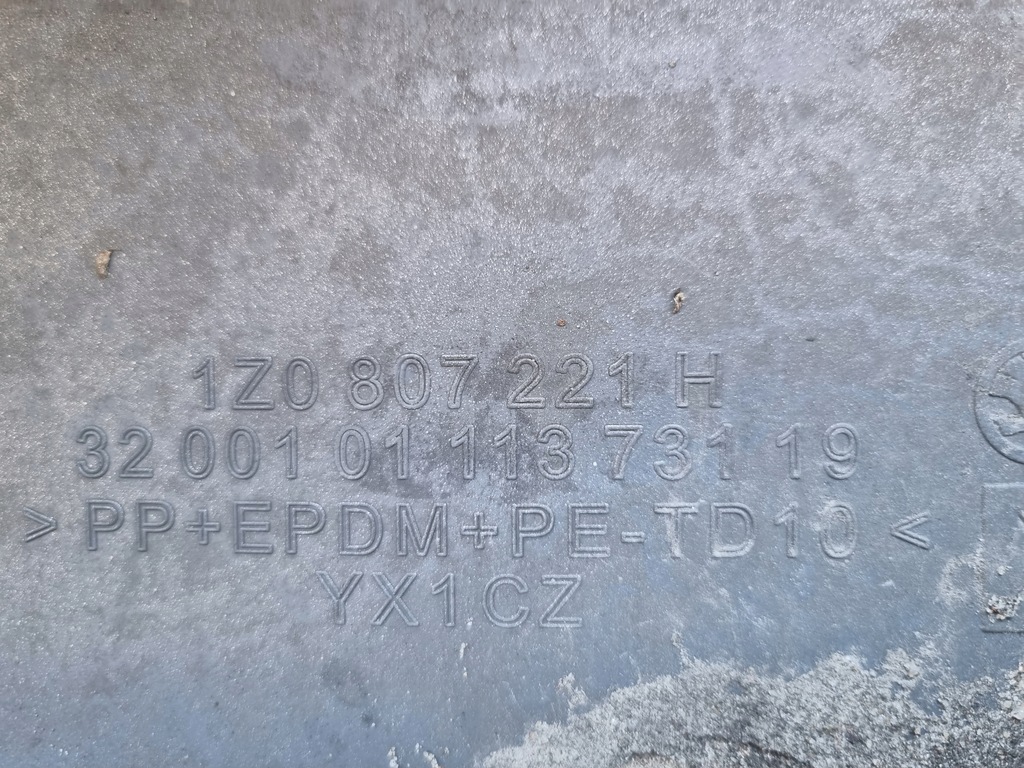 1Z0 807 221 H
32 001 01 113 731 19
>PP+EPDM+PE-TD10<
YX1CZ